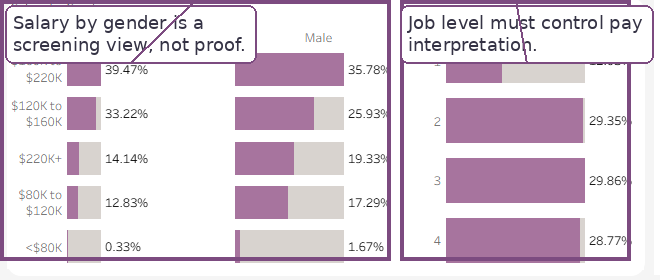 Salary by gender is a
screening view, not proof.
Job level must control pay
interpretation.
Male
$220K
39.47%
35.78%
$120K to
$160K
33.22%
25.93%
$220K+
14.14%
19.33%
$80K to
$120K
12.83%
17.29%
<$80K
0.33%
1.67%
1
2
29.35%
3
29.86%
4
28.77%